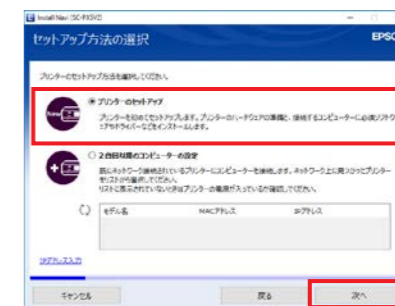 Install Navi (SC-PX5V2)
セットアップ方法の選択
EPSO
プリンターのセットアップ方法を選択してください。
New
プリンターのセットアップ
プリンターを初めてセットアップします。プリンターのハードウェアの準備と、接続するコンピューターに必須ソフトウ
ェアやドライバーなどをインストールします。
2台目以降のコンピューターの設定
既にネットワーク接続されているプリンターにコンピューターを接続します。ネットワーク上に見つかったプリンター
をリストから選択してください。
リストに表示されていないときはプリンターの電源が入っているか確認してください。
モデル名
MACアドレス
IPアドレス
IPアドレス入力
キャンセル
戻る
次へ